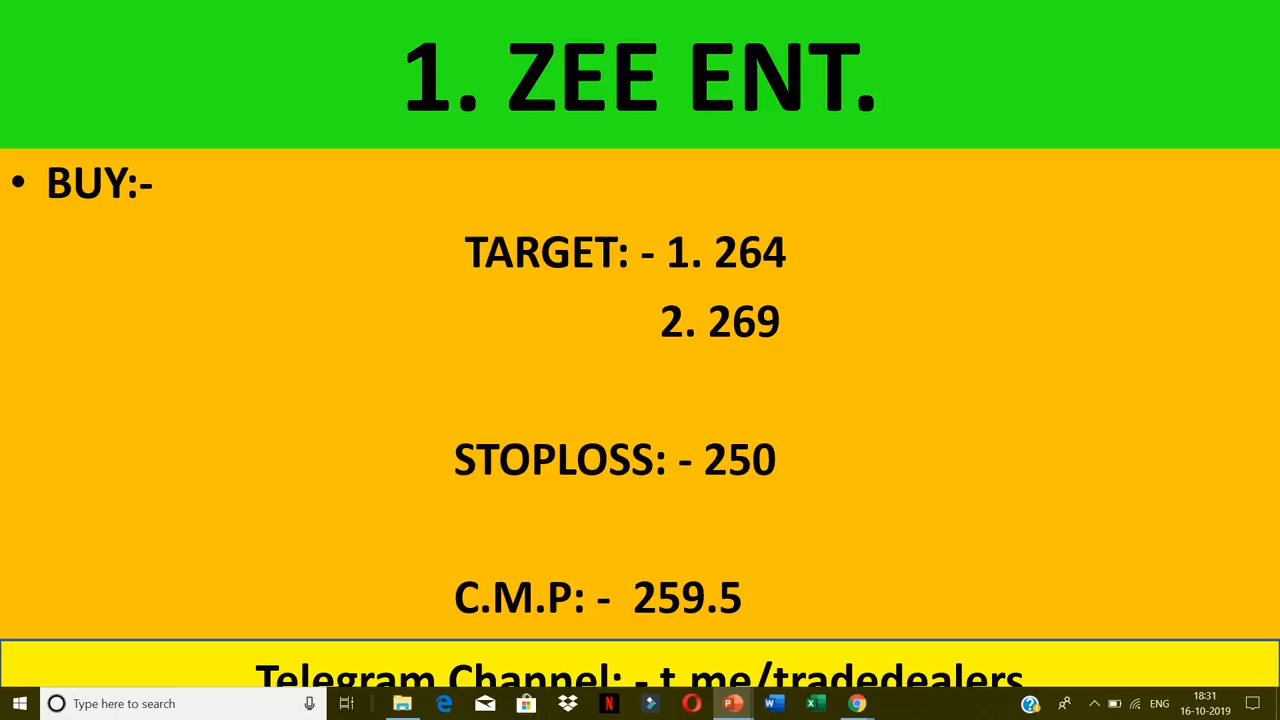 1. ZEE ENT.
• BUY:-
TARGET: - 1. 264
2. 269
STOPLOSS: - 250
C.M.P: - 259.5
Telegram Channel: - t.me/tradedealers
Type here to search
ENG
18:31
16-10-2019